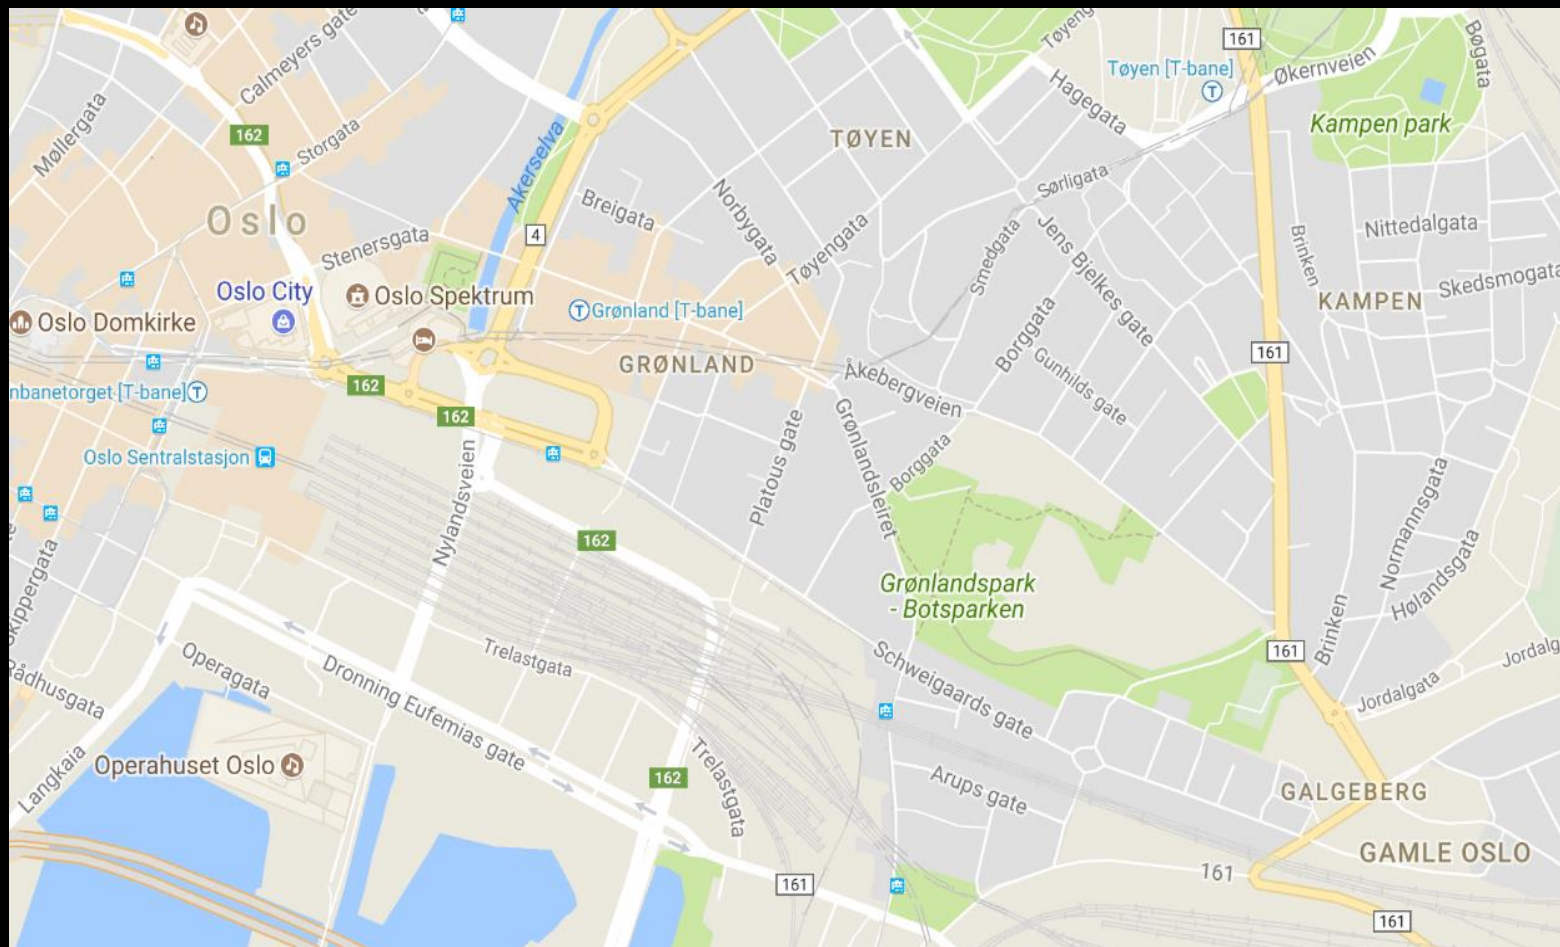 161
Tøyeng
Bøgata
Calmeyers gate
Tøyen [T-bane]
Økernveien
Hagegata
Møllergata
162
Storgata
Akerselva
TØYEN
Kampen park
Sørligata
Oslo
Breigata
Norbygata
4
Stenersgata
Tøyengata
Smedgata
Jens Bjelkes gate
Brinken
Nittedalgata
Skedsmogata
KAMPEN
Oslo City
Oslo Spektrum
Grønland [T-bane]
Oslo Domkirke
GRØNLAND
Borggata
Gunhilds gate
161
Åkebergveien
nbanetorget [T-bane]
162
162
Oslo Sentralstasjon
Nylandsveien
Platous gate
Grønlandsleiret
Borggata
Normannsgata
Hølandsgata
162
Skippergata
Grønlandspark
- Botsparken
Brinken
161
Jordalg
Rådhusgata
Operagata
Trelastgata
Dronning Eufemias gate
Schweigaards gate
Jordalgata
Langkaia
Operahuset Oslo
162
Trelastgata
Arups gate
GALGEBERG
GAMLE OSLO
161
161
161